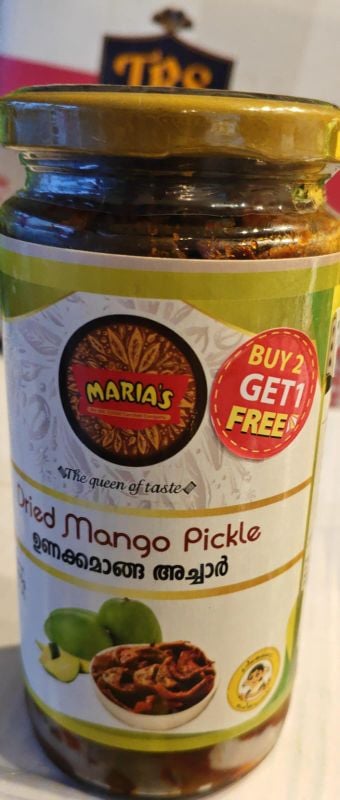 TRS
MARIA'S
BUY 2
GET 1
FREE
The queen of taste
Dried Mango Pickle
ഉണക്കമാങ്ങ അച്ചാർ